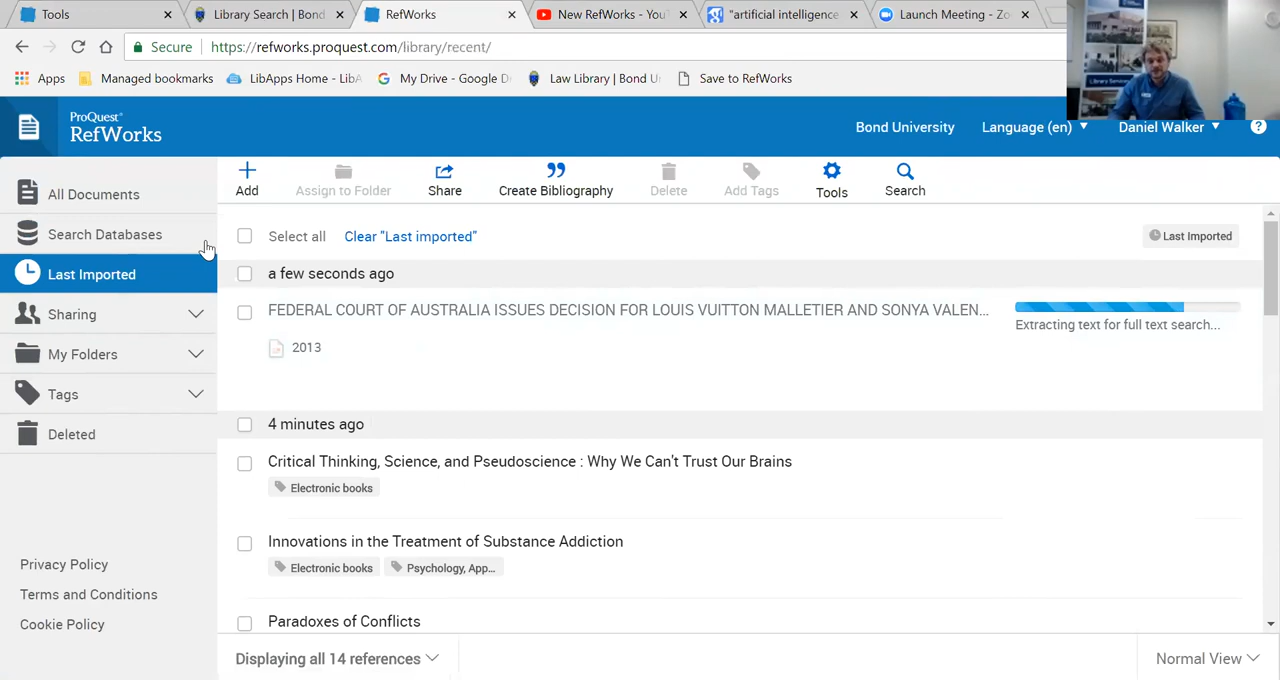 Tools
Library Search | Bond
RefWorks
New RefWorks - You
"artificial intelligence
Launch Meeting - Zo
Secure
https://refworks.proquest.com/library/recent/
Apps
Managed bookmarks
LibApps Home - LibA
My Drive - Google D
Law Library | Bond U
Save to RefWorks
ProQuest®
RefWorks
Bond University
Language (en)
Daniel Walker
?
All Documents
Search Databases
Last Imported
Sharing
My Folders
Tags
Deleted
Privacy Policy
Terms and Conditions
Cookie Policy
Add
Assign to Folder
Share
Create Bibliography
Delete
Add Tags
Tools
Search
Select all
Clear "Last imported"
Last Imported
a few seconds ago
FEDERAL COURT OF AUSTRALIA ISSUES DECISION FOR LOUIS VUITTON MALLETIER AND SONYA VALEN...
Extracting text for full text search...
2013
4 minutes ago
Critical Thinking, Science, and Pseudoscience : Why We Can't Trust Our Brains
Electronic books
Innovations in the Treatment of Substance Addiction
Electronic books
Psychology, App...
Paradoxes of Conflicts
Displaying all 14 references
Normal View
Library Services